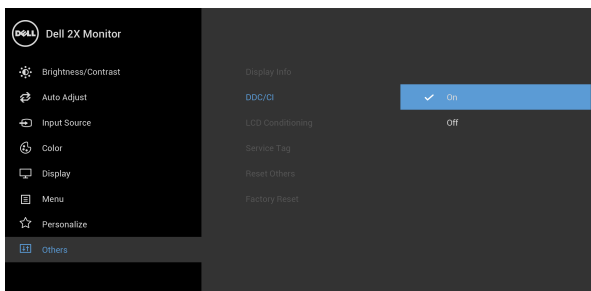 DELL
Dell 2X Monitor
Brightness/Contrast
Auto Adjust
Input Source
Color
Display
Menu
Personalize
Others
Display Info
DDC/CI
LCD Conditioning
Service Tag
Reset Others
Factory Reset
On
Off